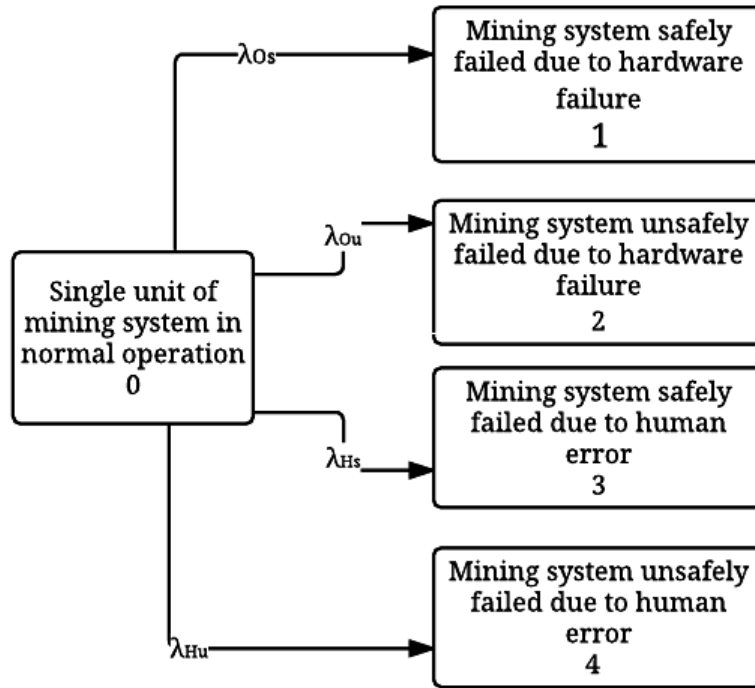 λOs
Mining system safely
failed due to hardware
failure
1
λOu
Mining system unsafely
failed due to hardware
failure
2
Single unit of
mining system in
normal operation
0
λHs
Mining system safely
failed due to human
error
3
λHu
Mining system unsafely
failed due to human
error
4